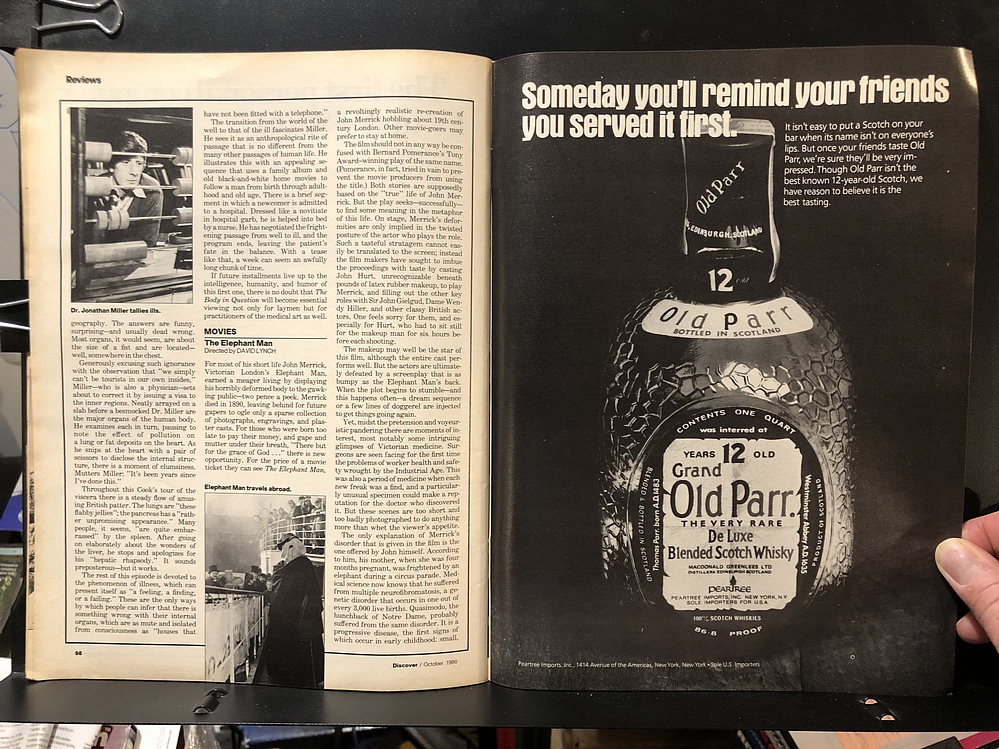 Reviews
Dr. Jonathan Miller tallies ills.
geography. The answers are funny,
surprising—and usually dead wrong.
Most organs, it would seem, are about
the size of a fist and are located—
well, somewhere in the chest.
Generously excusing such ignorance
with the observation that "we simply
can't be tourists in our own insides,"
Miller—who is also a physician—sets
about to correct it by issuing a visa to
the inner regions. Neatly arrayed on a
slab before a besmocked Dr. Miller are
the major organs of the human body.
He examines each in turn, passing to
note the effect of pollution on
a lung or fat deposits on the heart. As
he snips at the heart with a pair of
scissors to disclose the internal struc-
ture, there is a moment of clumsiness.
Mutters Miller: "It's been years since
I've done this."
Throughout this Cook's tour of the
viscera there is a steady flow of amus-
ing British patter. The lungs are "these
flabby jellies"; the pancreas has a "rath-
er unpromising appearance." Many
people, it seems, "are quite embar-
rassed" by the spleen. After going
on elaborately about the wonders of
the liver, he stops and apologizes for
his "hepatic rhapsody." It sounds
preposterous—but it works.
The rest of this episode is devoted to
the phenomenon of illness, which can
present itself as "a feeling, a finding,
or a failing." These are the only ways
by which people can infer that there is
something wrong with their internal
organs, which are mute and isolated
from consciousness as "houses that
have not been fitted with a telephone."
The transition from the world of the
well to that of the ill fascinates Miller.
He sees it as an anthropological rite of
passage that is no different from the
many other passages of human life. He
illustrates this with an appealing se-
quence that uses a family album and
old black-and-white home movies to
follow a man from birth through adult-
hood and old age. There is a brief seg-
ment in which a newcomer is admitted
to a hospital. Dressed like a novitiate
in hospital garb, he is helped into bed
by a nurse. He has negotiated the fright-
ening passage from well to ill, and the
program ends, leaving the patient's
fate in the balance. With a tease
like that, a week can seem an awfully
long chunk of time.
If future installments live up to the
intelligence, humanity, and humor of
this first one, there is no doubt that The
Body in Question will become essential
viewing not only for laymen but for
practitioners of the medical art as well.
MOVIES
The Elephant Man
Directed by DAVID LYNCH
For most of his short life John Merrick,
Victorian London's Elephant Man,
earned a meager living by displaying
his horribly deformed body to the gawk-
ing public—two pence a peek. Merrick
died in 1890, leaving behind for future
gapers to ogle only a sparse collection
of photographs, engravings, and plas-
ter casts. For those who were born too
late to pay their money, and gape and
mutter under their breath, "There but
for the grace of God . . ." there is new
opportunity. For the price of a movie
ticket they can see The Elephant Man,
Elephant Man travels abroad.
a revoltingly realistic re-creation of
John Merrick hobbling about 19th cen-
tury London. Other movie-goers may
prefer to stay at home.
The film should not in any way be con-
fused with Bernard Pomerance's Tony
Award–winning play of the same name.
(Pomerance, in fact, tried in vain to pre-
vent the movie producers from using
the title.) Both stories are supposedly
based on the "true" life of John Mer-
rick. But the play seeks—successfully—
to find some meaning in the metaphor
of this life. On stage, Merrick's defor-
mities are only implied in the twisted
posture of the actor who plays the role.
Such a tasteful stratagem cannot eas-
ily be translated to the screen; instead
the film makers have sought to imbue
the proceedings with taste by casting
John Hurt, unrecognizable beneath
pounds of latex rubber makeup, to play
Merrick, and filling out the other key
roles with Sir John Gielgud, Dame Wen-
dy Hiller, and other classy British ac-
tors. One feels sorry for them, and es-
pecially for Hurt, who had to sit still
for the makeup man for six hours be-
fore each shooting.
The makeup may well be the star of
this film, although the entire cast per-
forms well. But the actors are ultimate-
ly defeated by a screenplay that is as
bumpy as the Elephant Man's back.
When the plot begins to stumble—and
this happens often—a dream sequence
or a few lines of doggerel are injected
to get things going again.
Yet, midst the pretension and voyeur-
istic pandering there are moments of in-
terest, most notably some intriguing
glimpses of Victorian medicine. Sur-
geons are seen facing for the first time
the problems of worker health and safe-
ty wrought by the Industrial Age. This
was also a period of medicine when each
new freak was a find, and a particular-
ly unusual specimen could make a rep-
utation for the doctor who discovered
it. But these scenes are too short and
too badly photographed to do anything
more than whet the viewer's appetite.
The only explanation of Merrick's
disorder that is given in the film is the
one offered by John himself. According
to him, his mother, when she was four
months pregnant, was frightened by an
elephant during a circus parade. Med-
ical science now knows that he suffered
from multiple neurofibromatosis, a ge-
netic disorder that occurs in one out of
every 3,000 live births. Quasimodo, the
hunchback of Notre Dame, probably
suffered from the same disorder. It is a
progressive disease, the first signs of
which occur in early childhood: small,
98
Discover / October 1980
Someday you'll remind your friends
you served it first.
It isn't easy to put a Scotch on your
bar when its name isn't on everyone's
lips. But once your friends taste Old
Parr, we're sure they'll be very im-
pressed. Though Old Parr isn't the
best known 12-year-old Scotch, we
have reason to believe it is the
best tasting.
Old Parr
EDINBURGH, SCOTLAND
12
Old Parr
BOTTLED IN SCOTLAND
CONTENTS ONE QUART
was interred at
YEARS 12 OLD
Grand
Old Parr
THE VERY RARE
De Luxe
Blended Scotch Whisky
MACDONALD GREENLEES LTD
DISTILLERS EDINBURGH SCOTLAND
PEARTREE
PEARTREE IMPORTS, INC. NEW YORK, N.Y.
SOLE IMPORTERS FOR U.S.A.
BLENDED & BOTTLED IN SCOTLAND
Thomas Parr, born A.D. 1483
Westminster Abbey A.D. 1635
PRODUCT OF SCOTLAND
100% SCOTCH WHISKIES
86·8 PROOF
Peartree Imports, Inc., 1414 Avenue of the Americas, New York, New York • Sole U.S. Importers